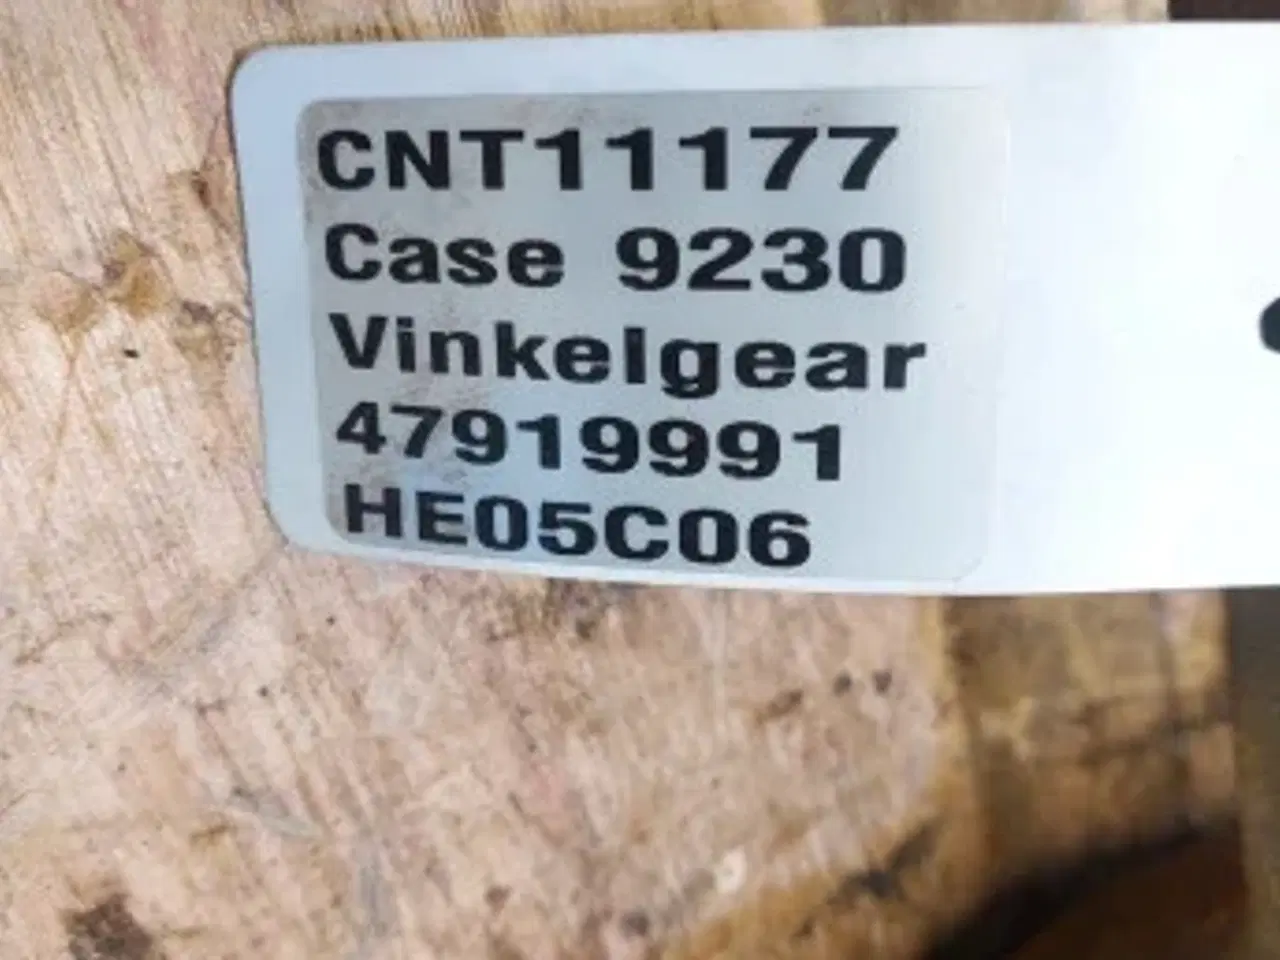 CNT11177
Case 9230
Vinkelgear
47919991
HE05C06